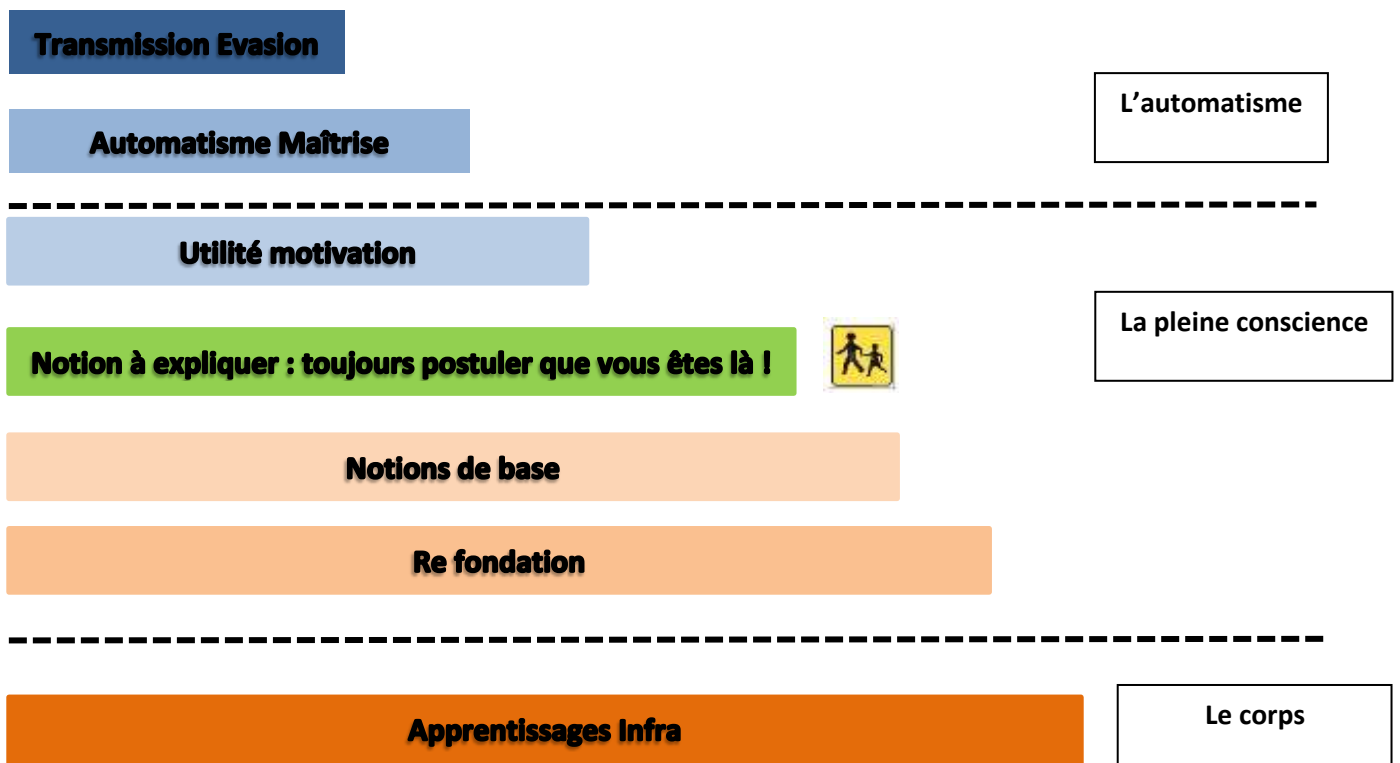 Transmission Evasion
L’automatisme
Automatisme Maîtrise
Utilité motivation
La pleine conscience
Notion à expliquer : toujours postuler que vous êtes là !
Notions de base
Re fondation
Le corps
Apprentissages Infra